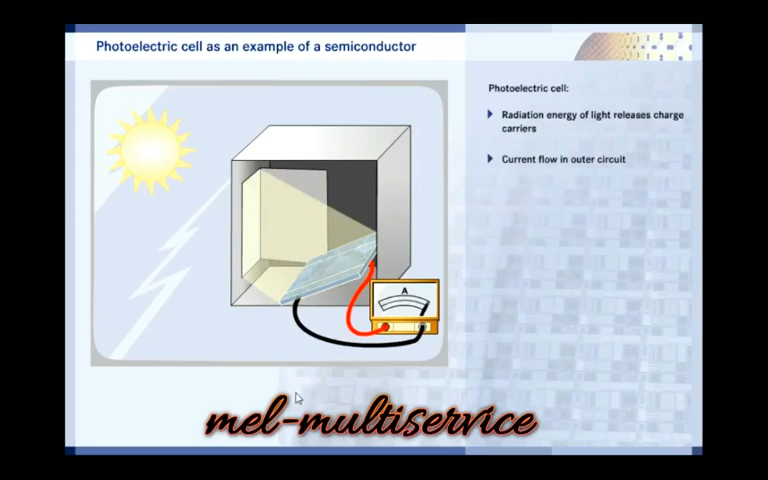 Photoelectric cell as an example of a semiconductor
Photoelectric cell:
Radiation energy of light releases charge
carriers
Current flow in outer circuit
A
mel-multiservice